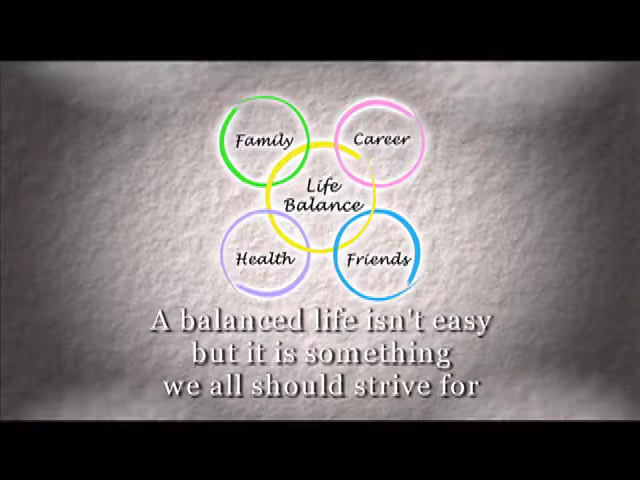 Family
Career
Life
Balance
Health
Friends
A balanced life isn't easy
but it is something
we all should strive for